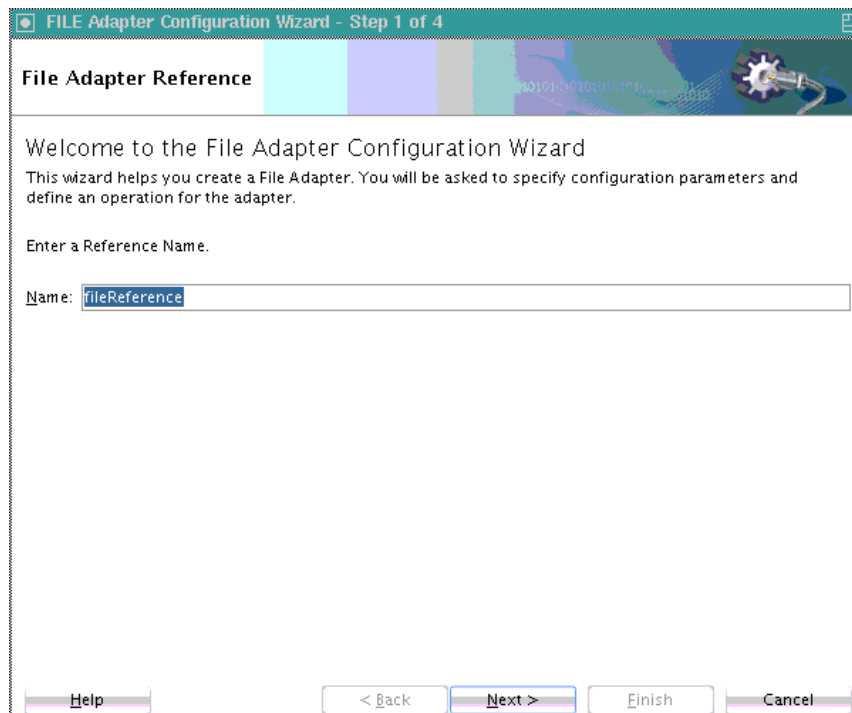 FILE Adapter Configuration Wizard - Step 1 of 4
File Adapter Reference
Welcome to the File Adapter Configuration Wizard
This wizard helps you create a File Adapter. You will be asked to specify configuration parameters and
define an operation for the adapter.
Enter a Reference Name.
Name: fileReference
Help < Back Next > Finish Cancel